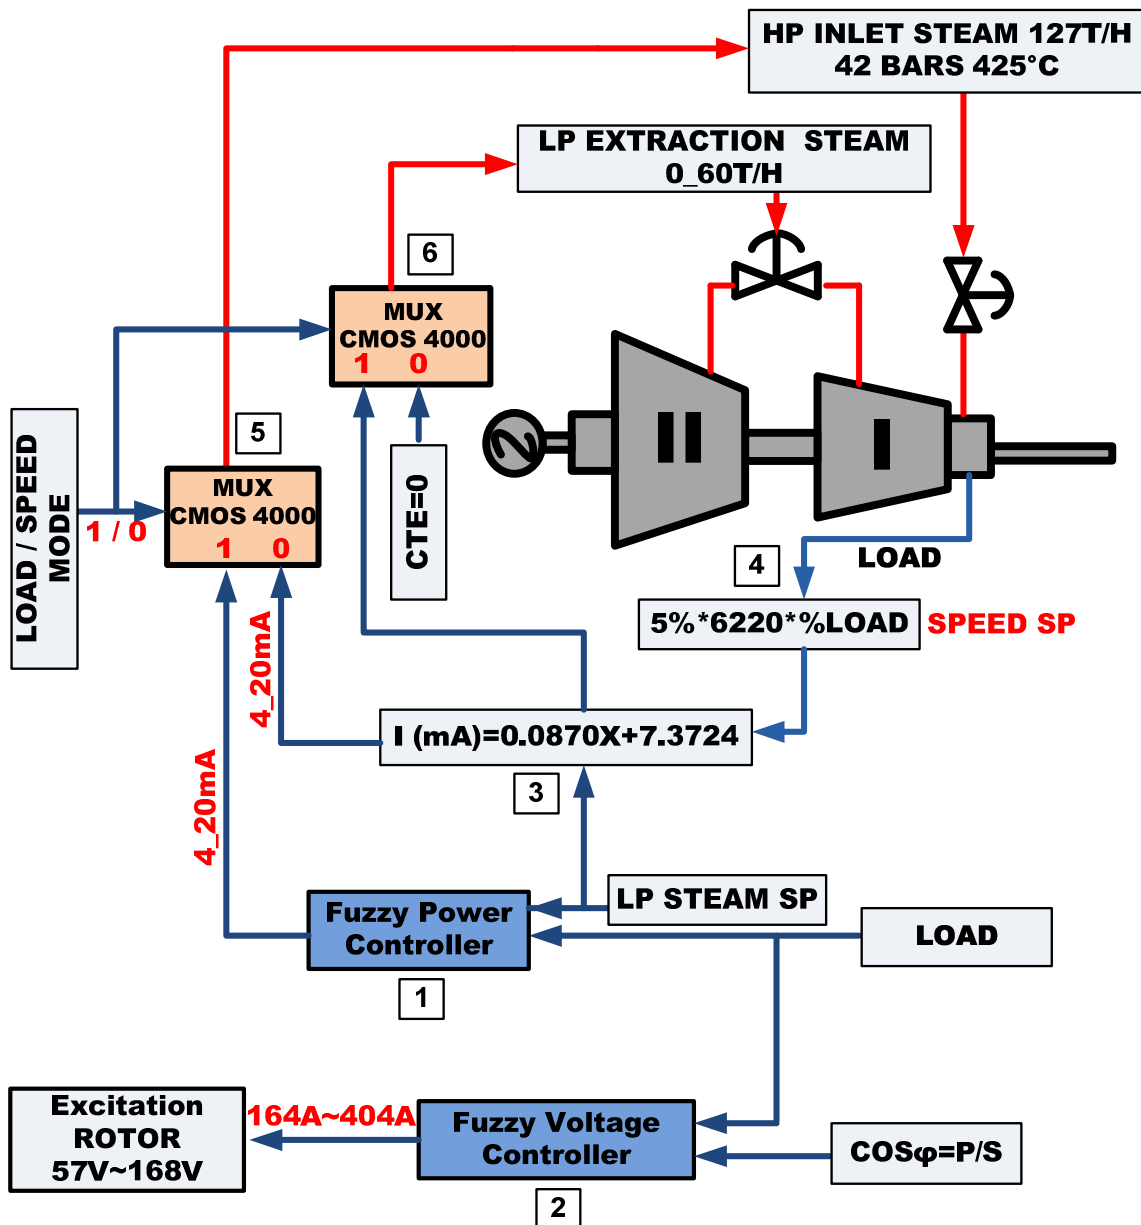 HP INLET STEAM 127T/H
42 BARS 425°C
LP EXTRACTION STEAM
0_60T/H
6
MUX
CMOS 4000
1 0
5
MUX
CMOS 4000
1 0
LOAD / SPEED
MODE
1 / 0
CTE=0
II
I
4
LOAD
5%*6220*%LOAD
SPEED SP
4_20mA
I (mA)=0.0870X+7.3724
3
4_20mA
LP STEAM SP
Fuzzy Power
Controller
LOAD
1
Excitation
ROTOR
57V~168V
164A~404A
Fuzzy Voltage
Controller
COSφ=P/S
2